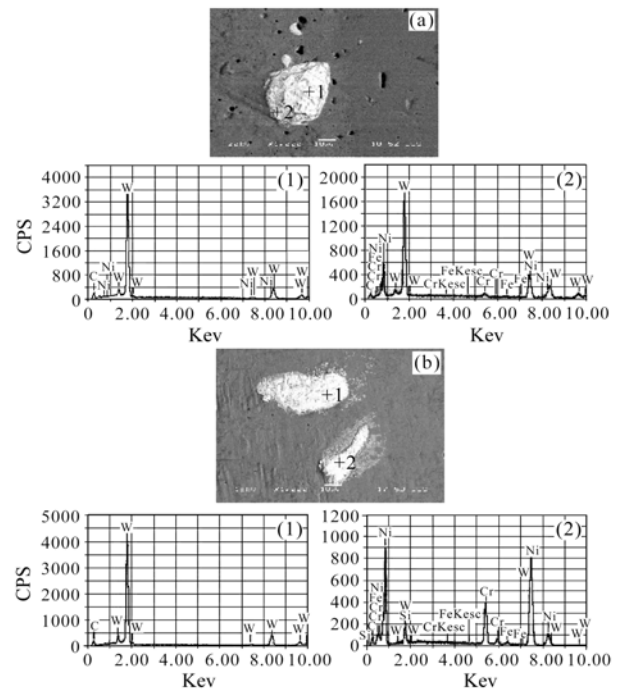 (a)
+1
+2
(1)
CPS
4000
3200
2400
1600
800
0
W
C
Ni
Ni
W
W
Ni
W
Ni
W
W
W
0 2.00 4.00 6.00 8.00 10.00
Kev
(2)
2000
1600
1200
800
400
0
W
Ni
Ni
Fe
Cr
C
W
W
FeKesc
CrKesc
Cr
Cr
Fe
Fe
W
Ni
Ni
W
W
W
0 2.00 4.00 6.00 8.00 10.00
Kev
(b)
+1
+2
(1)
CPS
5000
4000
3000
2000
1000
0
W
C
W
W
W
W
W
W
0 2.00 4.00 6.00 8.00 10.00
Kev
(2)
1200
1000
800
600
400
200
0
Ni
Ni
Fe
Cr
C
Si
W
W
Si
W
FeKesc
CrKesc
Cr
Cr
Fe
Fe
W
Ni
Ni
W
W
W
0 2.00 4.00 6.00 8.00 10.00
Kev